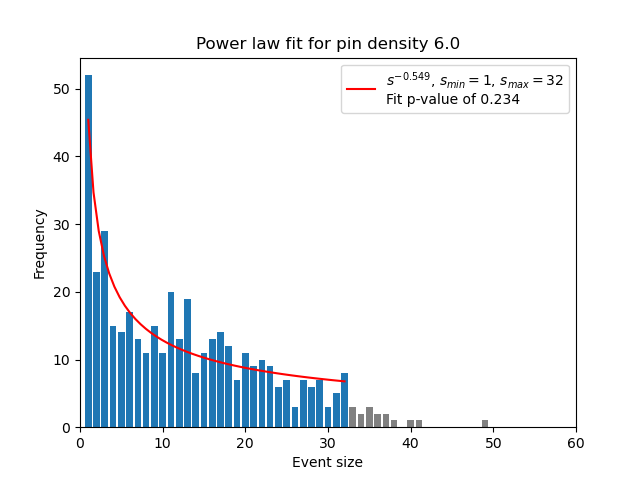 Power law fit for pin density 6.0
s^{-0.549}, s_{min} = 1, s_{max} = 32
Fit p-value of 0.234
Frequency
50
40
30
20
10
0
0 10 20 30 40 50 60
Event size